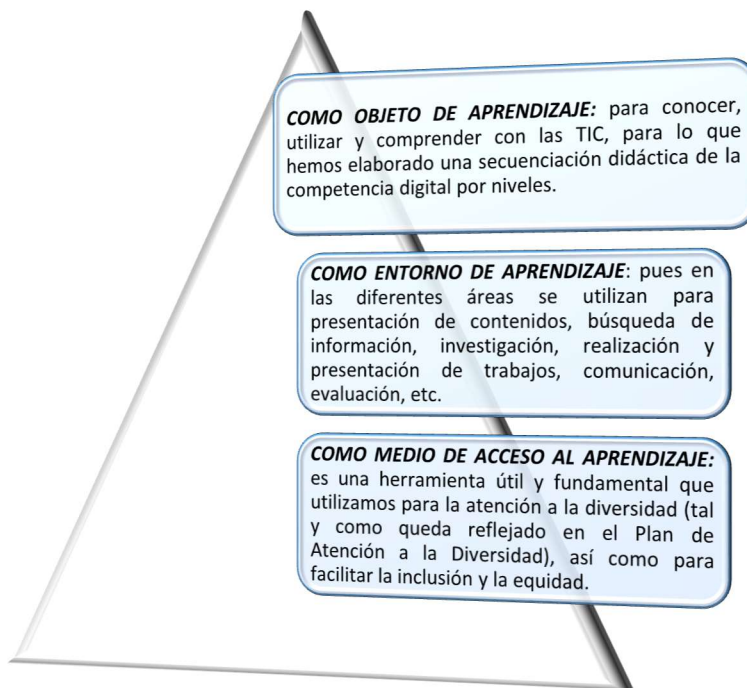 COMO OBJETO DE APRENDIZAJE: para conocer,
utilizar y comprender con las TIC, para lo que
hemos elaborado una secuenciación didáctica de la
competencia digital por niveles.
COMO ENTORNO DE APRENDIZAJE: pues en
las diferentes áreas se utilizan para
presentación de contenidos, búsqueda de
información, investigación, realización y
presentación de trabajos, comunicación,
evaluación, etc.
COMO MEDIO DE ACCESO AL APRENDIZAJE:
es una herramienta útil y fundamental que
utilizamos para la atención a la diversidad (tal
y como queda reflejado en el Plan de
Atención a la Diversidad), así como para
facilitar la inclusión y la equidad.